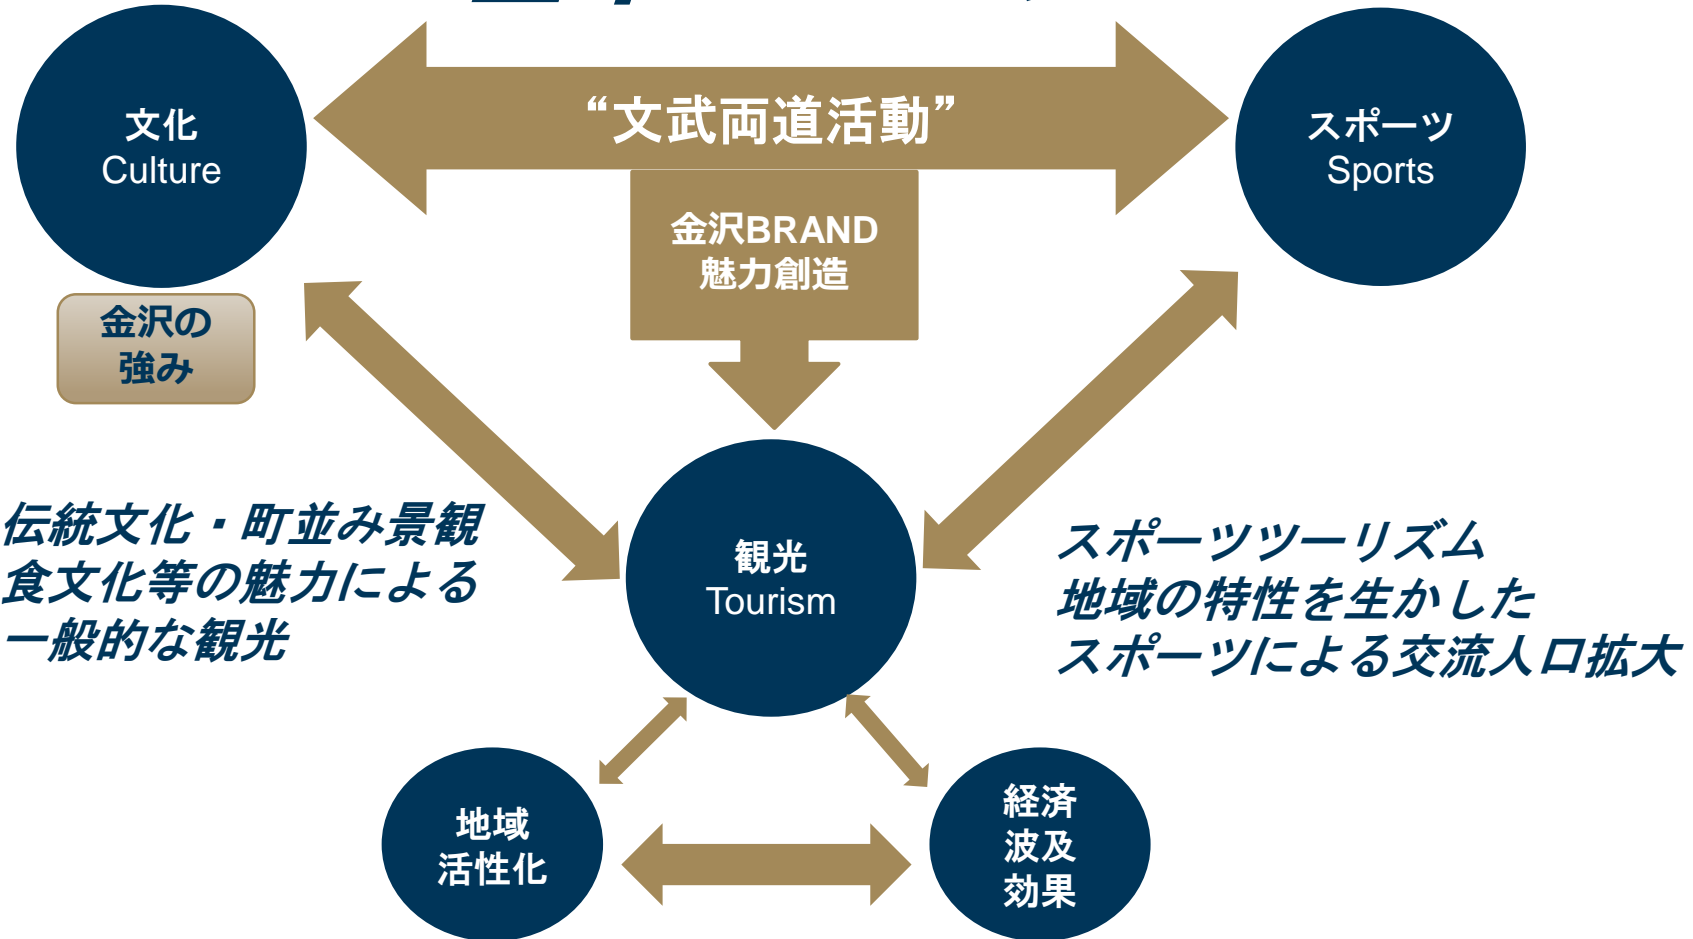 文化
Culture
“文武両道活動”
スポーツ
Sports
金沢BRAND
魅力創造
金沢の
強み
伝統文化・町並み景観
食文化等の魅力による
一般的な観光
観光
Tourism
スポーツツーリズム
地域の特性を生かした
スポーツによる交流人口拡大
地域
活性化
経済
波及
効果